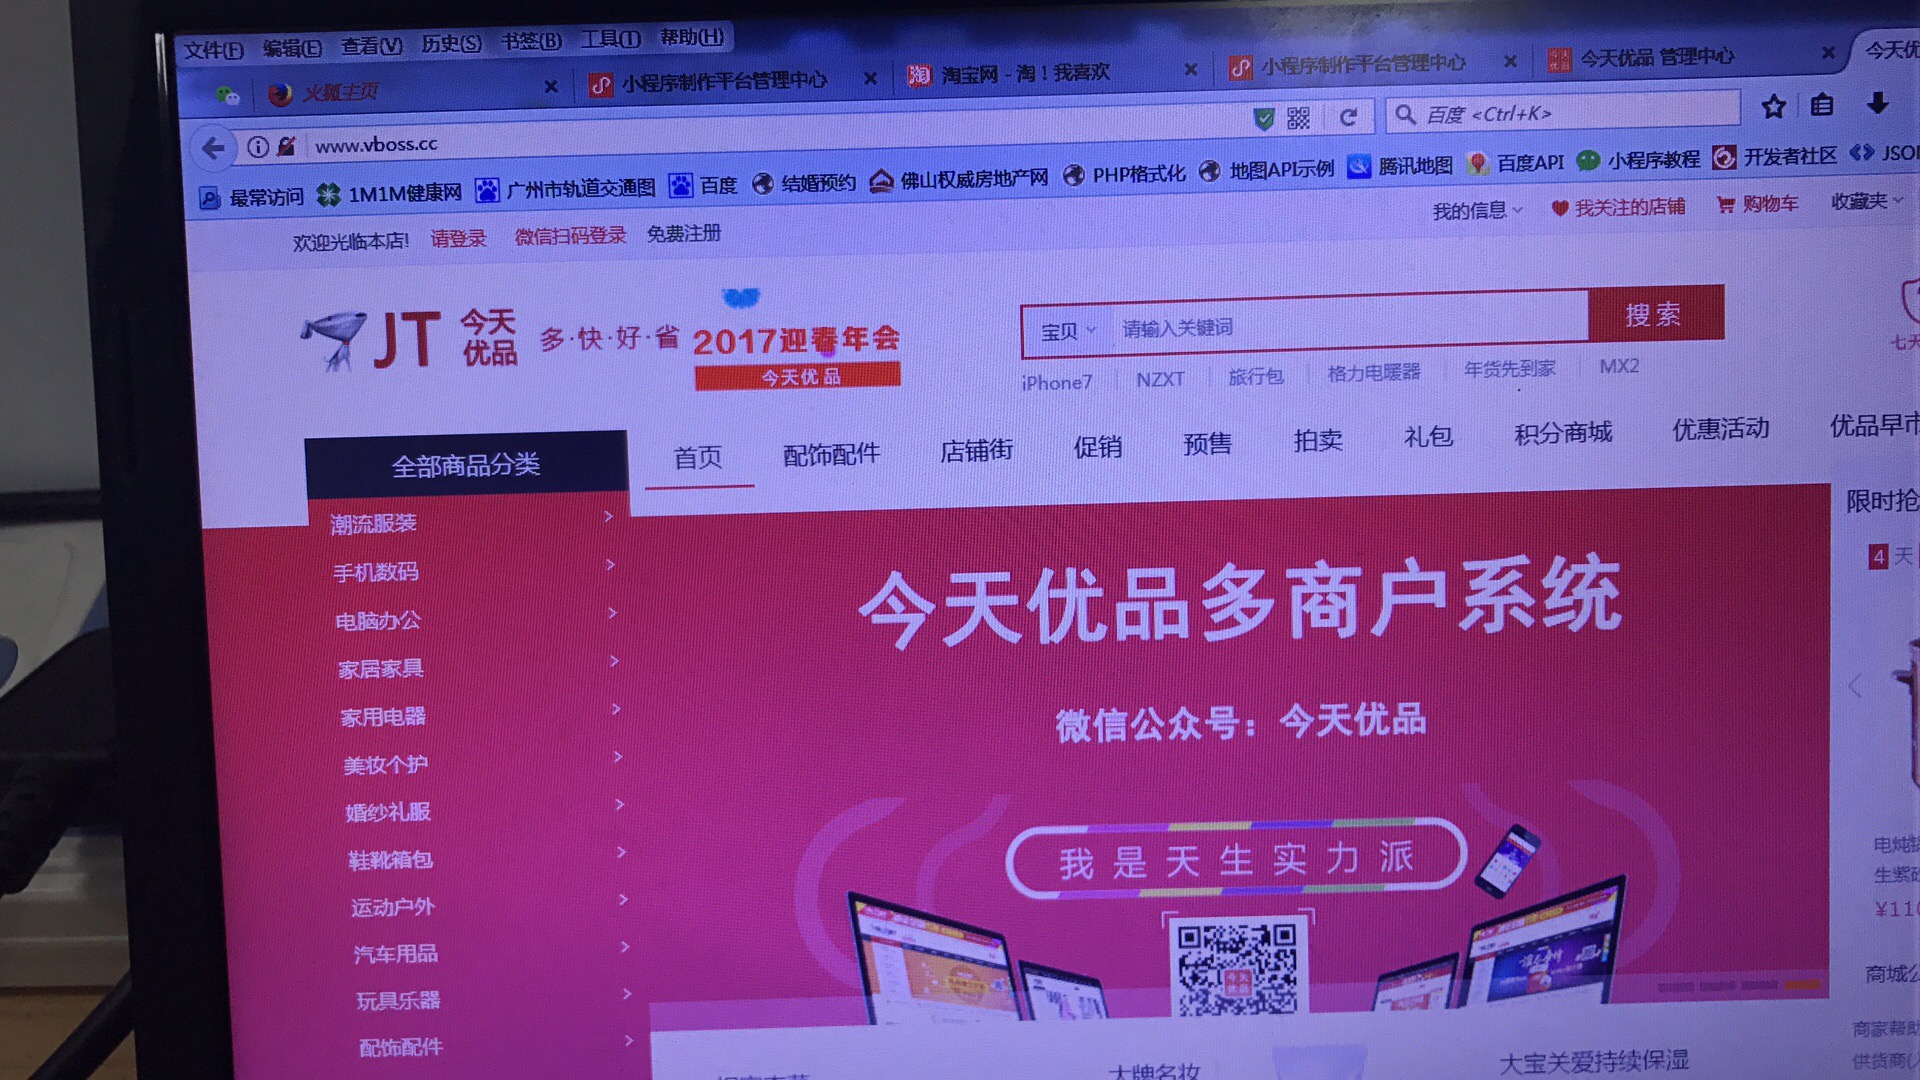 文件(F) 编辑(E) 查看(V) 历史(S) 书签(B) 工具(T) 帮助(H)
火狐主页 小程序制作平台管理中心 淘宝网 - 淘！我喜欢 小程序制作平台管理中心 今天优品 管理中心 今天优
www.vboss.cc 百度 <Ctrl+K>
最常访问 1M1M健康网 广州市轨道交通图 百度 结婚预约 佛山权威房地产网 PHP格式化 地图API示例 腾讯地图 百度API 小程序教程 开发者社区 JSO
欢迎光临本店! 请登录 微信扫码登录 免费注册 我的信息 我关注的店铺 购物车 收藏夹
JT 今天优品 多·快·好·省 2017迎春年会
今天优品
宝贝 请输入关键词 搜索
七天
iPhone7 NZXT 旅行包 格力电暖器 年货先到家 MX2
全部商品分类 首页 配饰配件 店铺街 促销 预售 拍卖 礼包 积分商城 优惠活动 优品早市
潮流服装
手机数码
电脑办公
家居家具
家用电器
美妆个护
婚纱礼服
鞋靴箱包
运动户外
汽车用品
玩具乐器
配饰配件
今天优品多商户系统
微信公众号：今天优品
我是天生实力派
今天优品
限时抢
4 天
电炖锅
生紫砂
¥110
商城公
商家帮助
供货商(
大牌名妆
大宝关爱持续保湿